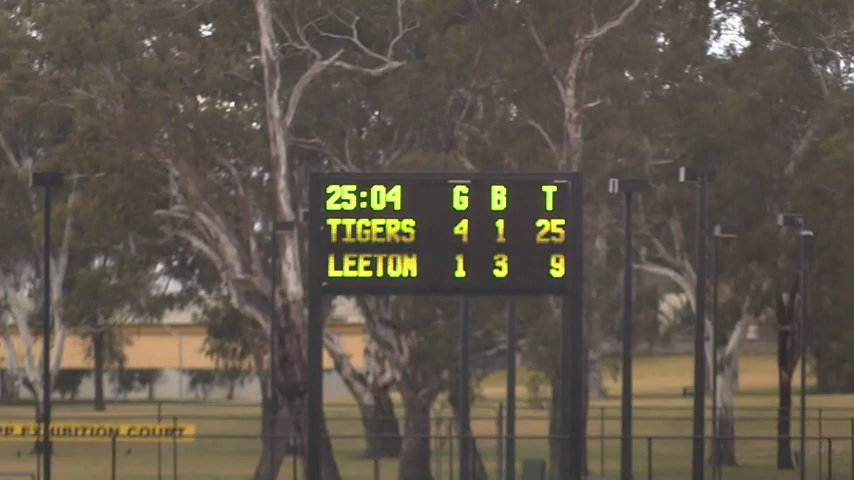 25:04 G B T
TIGERS 4 1 25
LEETON 1 3 9
EXHIBITION COURT